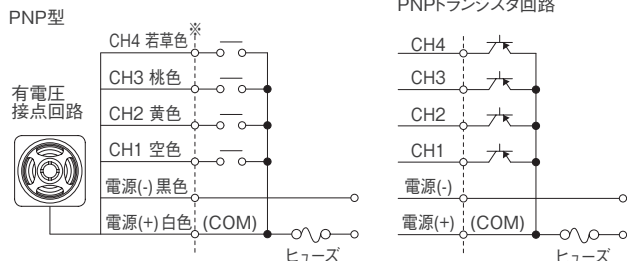 PNP型
※
CH4 若草色
CH3 桃色
CH2 黄色
CH1 空色
電源(-) 黒色
電源(+) 白色 (COM)
有電圧
接点回路
ヒューズ
PNPトランジスタ回路
CH4
CH3
CH2
CH1
電源(-)
電源(+) (COM)
ヒューズ